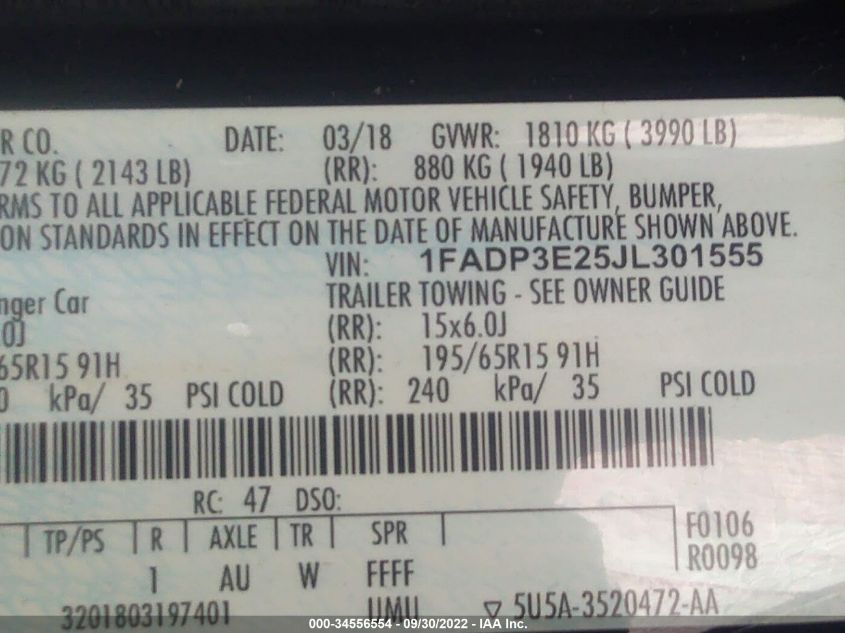 R CO. DATE: 03/18 GVWR: 1810 KG ( 3990 LB)
72 KG ( 2143 LB) (RR): 880 KG ( 1940 LB)
RMS TO ALL APPLICABLE FEDERAL MOTOR VEHICLE SAFETY, BUMPER,
ON STANDARDS IN EFFECT ON THE DATE OF MANUFACTURE SHOWN ABOVE.
VIN: 1FADP3E25JL301555
nger Car TRAILER TOWING - SEE OWNER GUIDE
.0J (RR): 15x6.0J
65R15 91H (RR): 195/65R15 91H
0 kPa/ 35 PSI COLD (RR): 240 kPa/ 35 PSI COLD
RC: 47 DSO:
TP/PS R AXLE TR SPR F0106
R0098
1 AU W FFFF
3201803197401 UMU ▽ 5U5A-3520472-AA
000-34556554 - 09/30/2022 - IAA Inc.